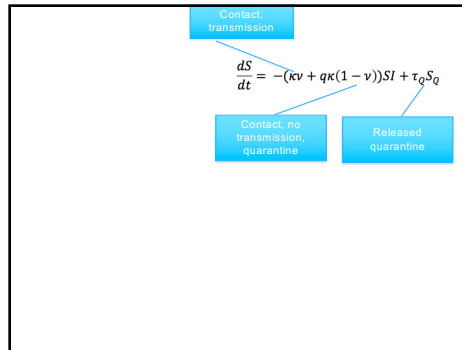 Contact,
transmission
dS/dt = −(κν + qκ(1 − ν))SI + τ_Q S_Q
Contact, no
transmission,
quarantine
Released
quarantine